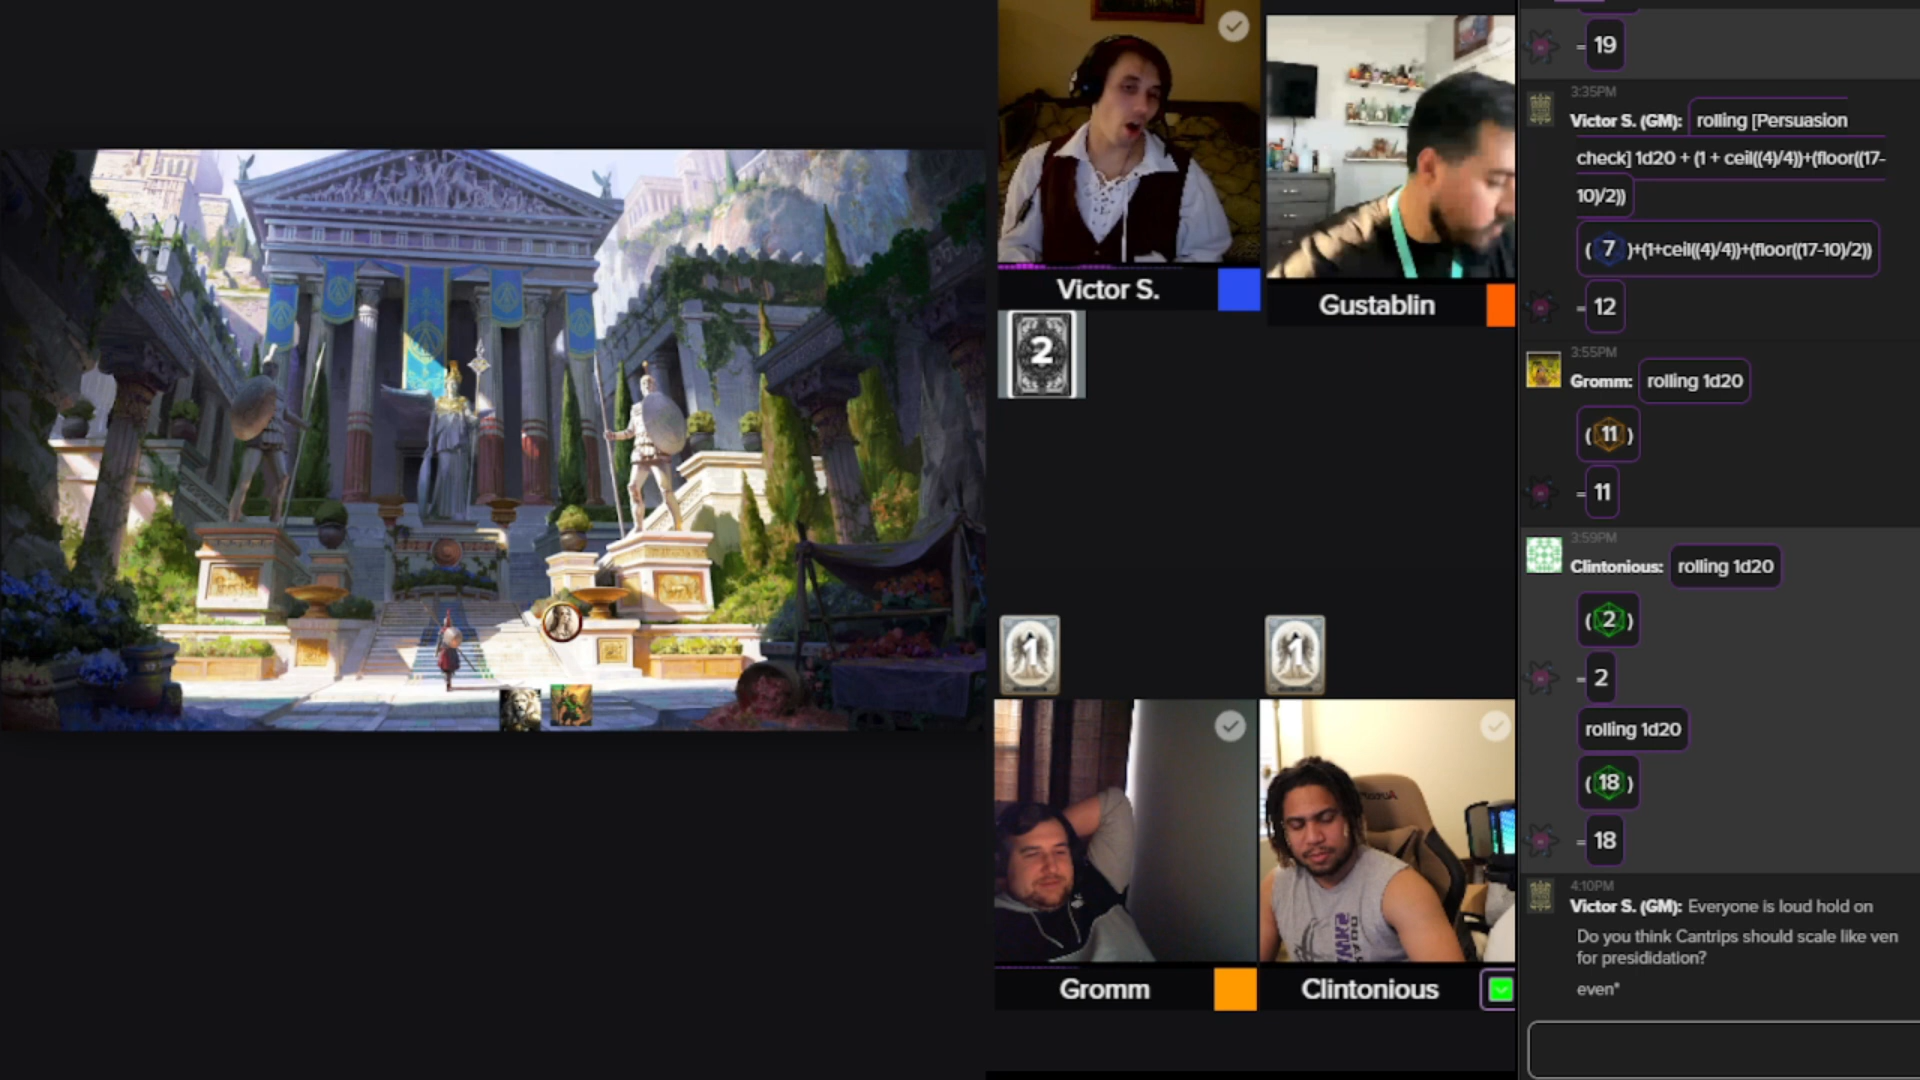 Victor S.
Gustablin
2
1
1
Gromm
Clintonious
= 19
3:35PM
Victor S. (GM): rolling [Persuasion
check] 1d20 + (1 + ceil((4)/4))+(floor((17-
10)/2))
( 7 )+(1+ceil((4)/4))+(floor((17-10)/2))
= 12
3:55PM
Gromm: rolling 1d20
( 11 )
= 11
3:59PM
Clintonious: rolling 1d20
( 2 )
= 2
rolling 1d20
( 18 )
= 18
4:10PM
Victor S. (GM): Everyone is loud hold on
Do you think Cantrips should scale like ven
for presididation?
even*